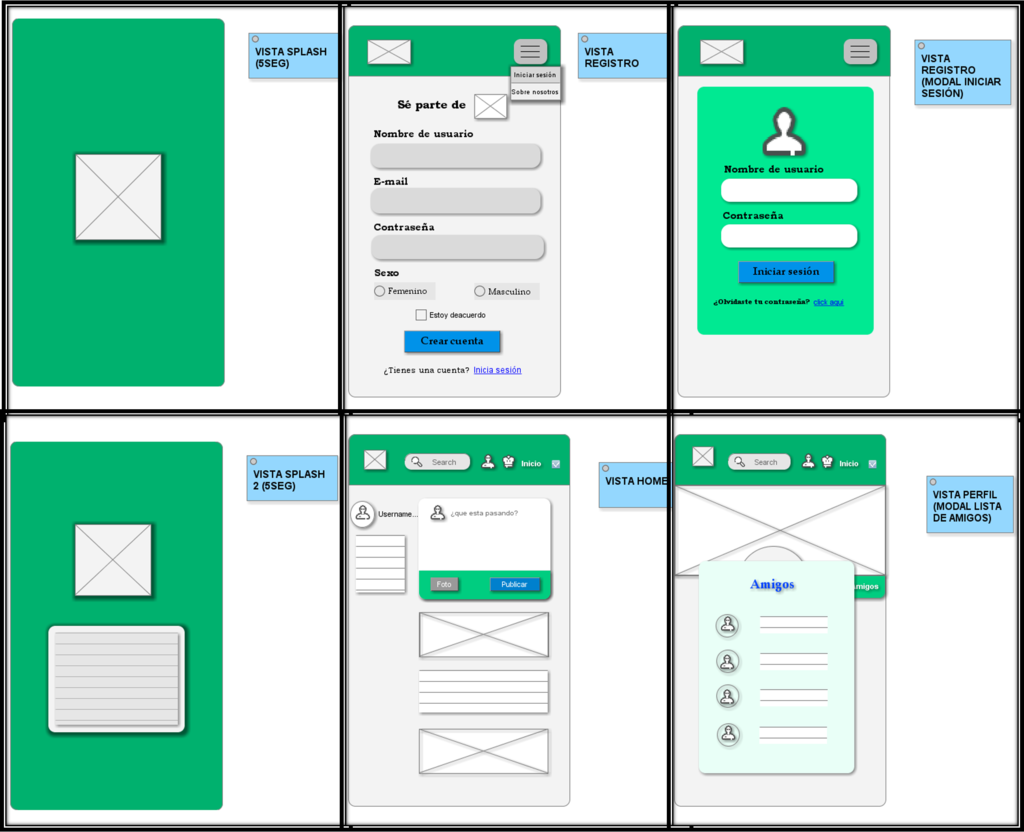 VISTA SPLASH
(5SEG)
Iniciar sesión
Sobre nosotros
Sé parte de
Nombre de usuario
E-mail
Contraseña
Sexo
Femenino
Masculino
Estoy deacuerdo
Crear cuenta
¿Tienes una cuenta? Inicia sesión
VISTA
REGISTRO
Nombre de usuario
Contraseña
Iniciar sesión
¿Olvidaste tu contraseña? click aqui
VISTA
REGISTRO
(MODAL INICIAR
SESIÓN)
VISTA SPLASH
2 (5SEG)
Search
Inicio
Username...
¿que esta pasando?
Foto
Publicar
VISTA HOME
Search
Inicio
Amigos
amigos
VISTA PERFIL
(MODAL LISTA
DE AMIGOS)